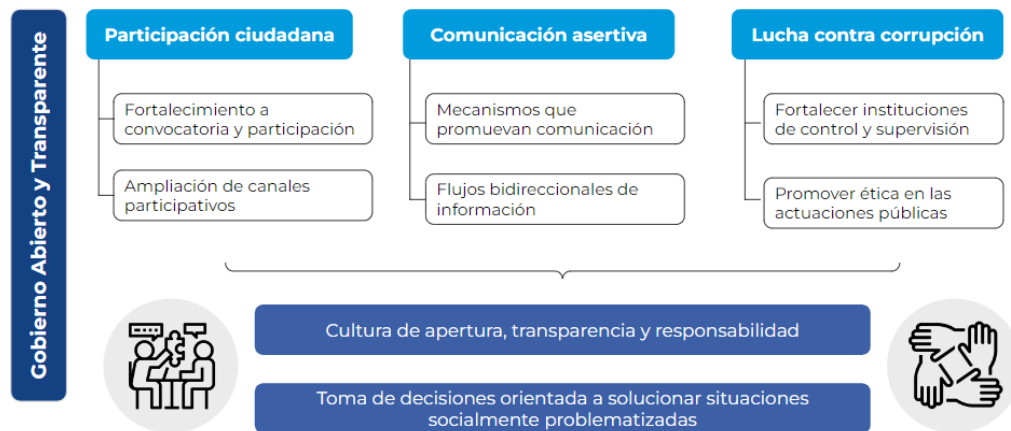 Gobierno Abierto y Transparente
Participación ciudadana
Fortalecimiento a
convocatoria y participación
Ampliación de canales
participativos
Comunicación asertiva
Mecanismos que
promuevan comunicación
Flujos bidireccionales de
información
Lucha contra corrupción
Fortalecer instituciones
de control y supervisión
Promover ética en las
actuaciones públicas
Cultura de apertura, transparencia y responsabilidad
Toma de decisiones orientada a solucionar situaciones
socialmente problematizadas